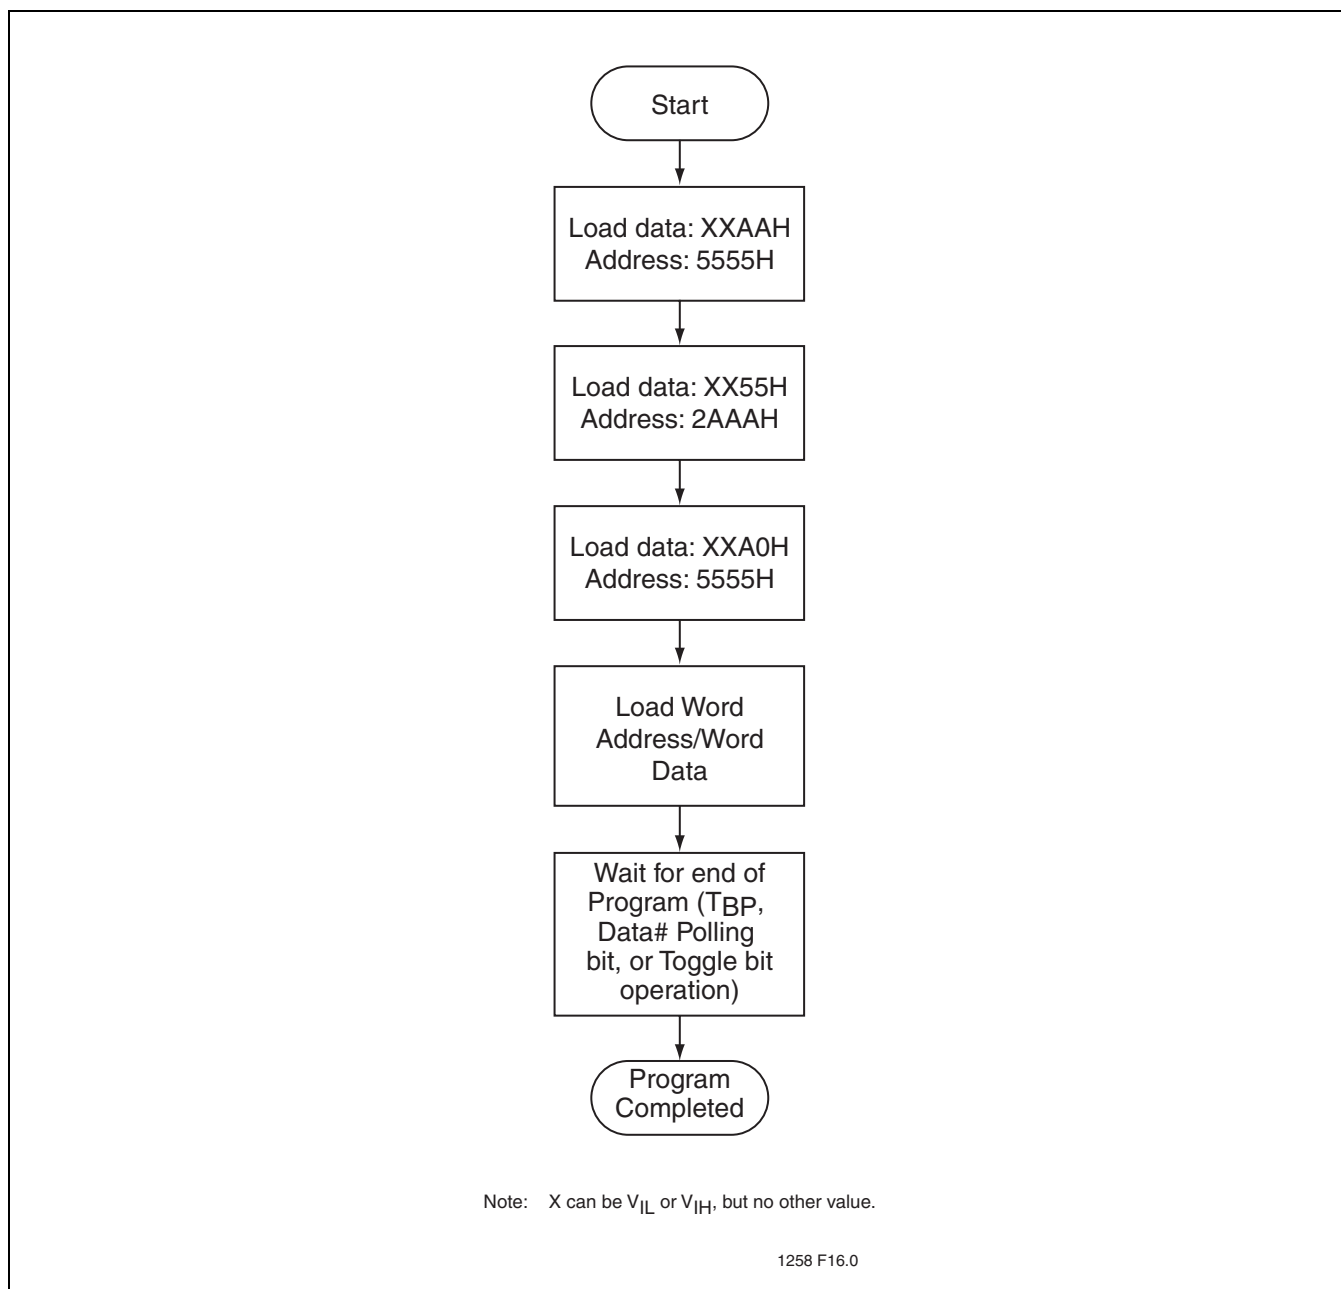 Start
Load data: XXAAH
Address: 5555H
Load data: XX55H
Address: 2AAAH
Load data: XXA0H
Address: 5555H
Load Word
Address/Word
Data
Wait for end of
Program (TBP,
Data# Polling
bit, or Toggle bit
operation)
Program
Completed
Note: X can be VIL or VIH, but no other value.
1258 F16.0